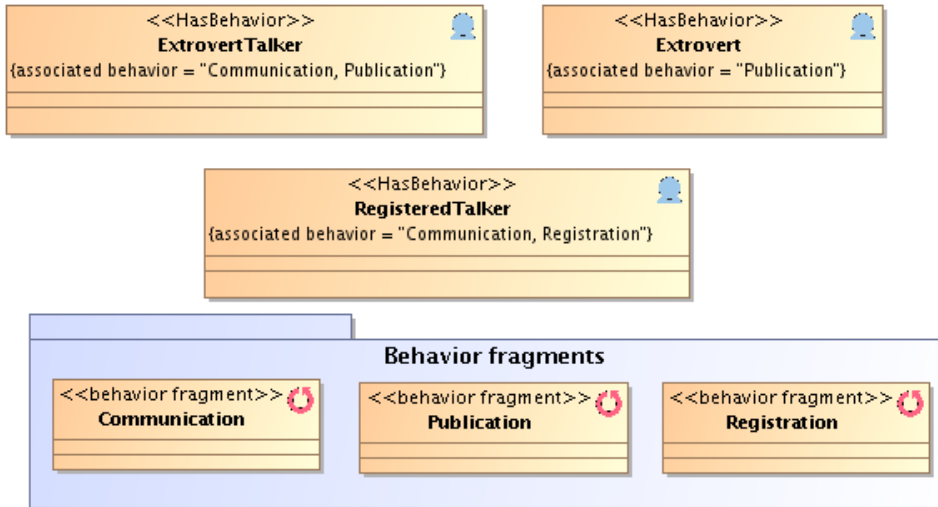 <<HasBehavior>>
ExtrovertTalker
{associated behavior = "Communication, Publication"}
<<HasBehavior>>
Extrovert
{associated behavior = "Publication"}
<<HasBehavior>>
RegisteredTalker
{associated behavior = "Communication, Registration"}
Behavior fragments
<<behavior fragment>>
Communication
<<behavior fragment>>
Publication
<<behavior fragment>>
Registration